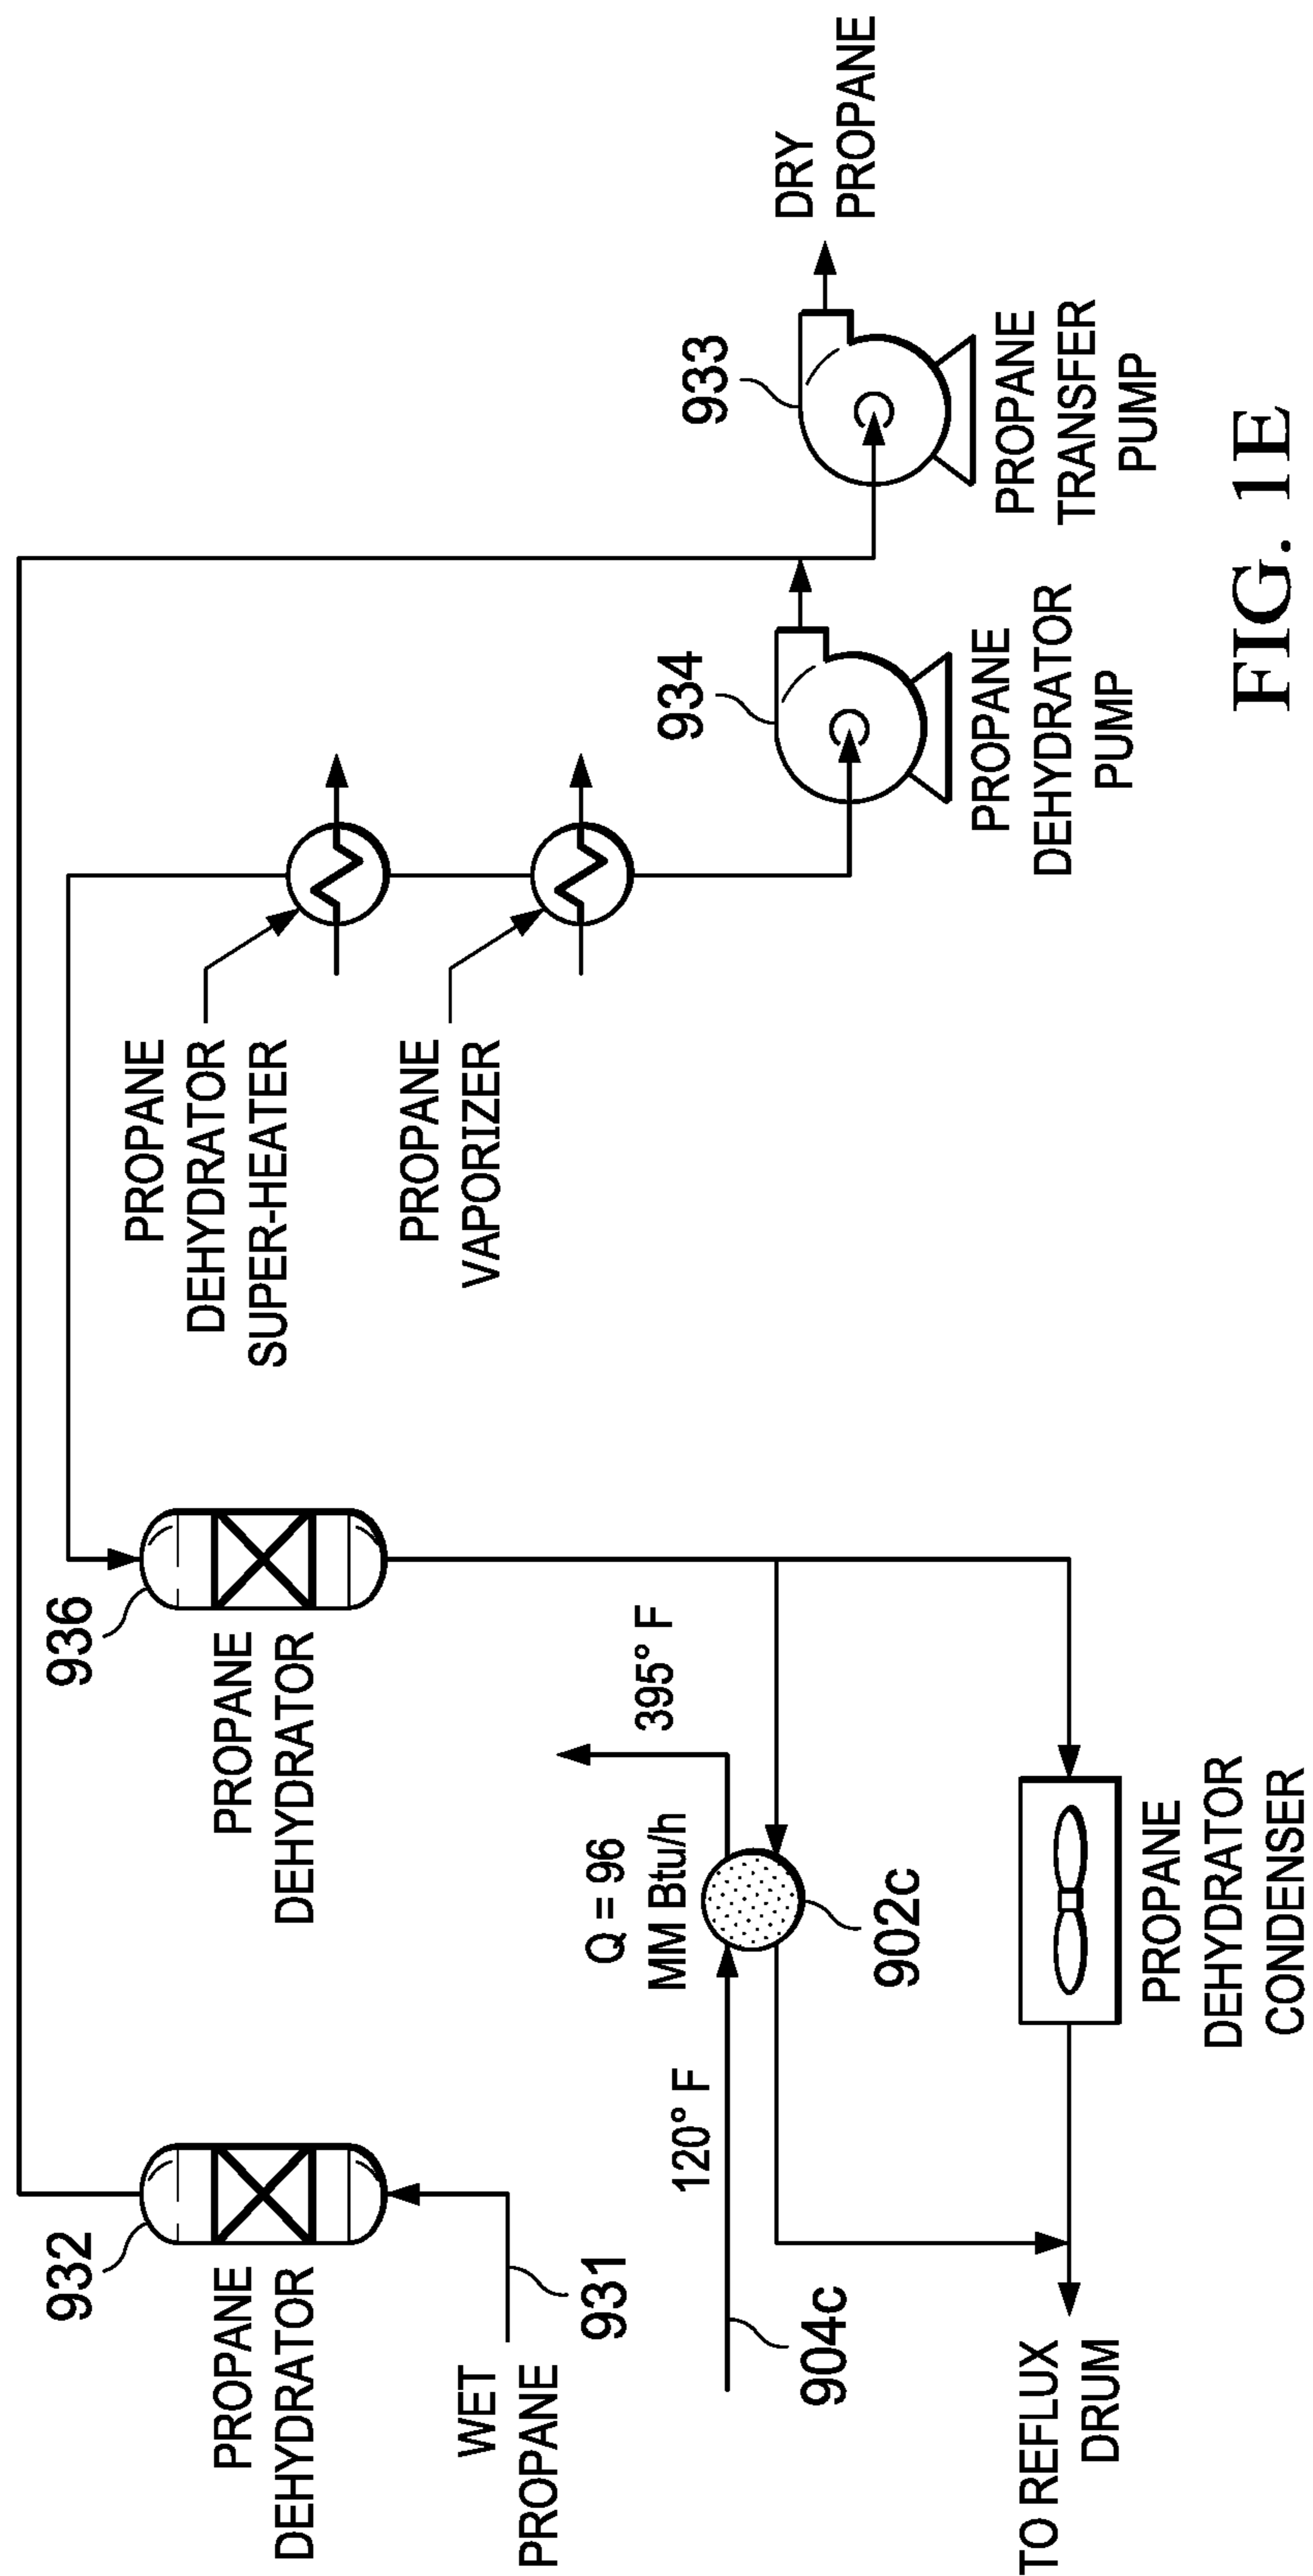 932
PROPANE
DEHYDRATOR
WET
PROPANE
931
936
PROPANE
DEHYDRATOR
PROPANE
DEHYDRATOR
SUPER-HEATER
PROPANE
VAPORIZER
934
PROPANE
DEHYDRATOR
PUMP
933
PROPANE
TRANSFER
PUMP
DRY
PROPANE
120° F
904c
Q = 96
MM Btu/h
395° F
902c
TO REFLUX
DRUM
PROPANE
DEHYDRATOR
CONDENSER
FIG. 1E